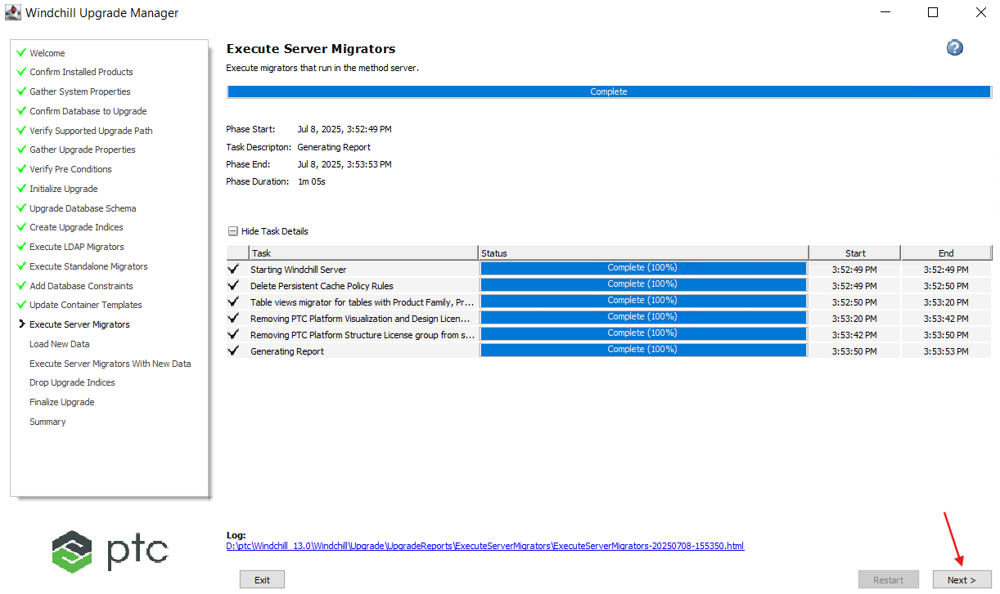 Windchill Upgrade Manager
Welcome
Confirm Installed Products
Gather System Properties
Confirm Database to Upgrade
Verify Supported Upgrade Path
Gather Upgrade Properties
Verify Pre Conditions
Initialize Upgrade
Upgrade Database Schema
Create Upgrade Indices
Execute LDAP Migrators
Execute Standalone Migrators
Add Database Constraints
Update Container Templates
Execute Server Migrators
Load New Data
Execute Server Migrators With New Data
Drop Upgrade Indices
Finalize Upgrade
Summary
ptc
Execute Server Migrators
?
Execute migrators that run in the method server.
Complete
Phase Start: Jul 8, 2025, 3:52:49 PM
Task Descripton: Generating Report
Phase End: Jul 8, 2025, 3:53:53 PM
Phase Duration: 1m 05s
Hide Task Details
Task Status Start End
Starting Windchill Server Complete (100%) 3:52:49 PM 3:52:49 PM
Delete Persistent Cache Policy Rules Complete (100%) 3:52:49 PM 3:52:50 PM
Table views migrator for tables with Product Family, Pr... Complete (100%) 3:52:50 PM 3:53:20 PM
Removing PTC Platform Visualization and Design Licen... Complete (100%) 3:53:20 PM 3:53:42 PM
Removing PTC Platform Structure License group from s... Complete (100%) 3:53:42 PM 3:53:50 PM
Generating Report Complete (100%) 3:53:50 PM 3:53:53 PM
Log:
D:\ptc\Windchill_13.0\Windchill\Upgrade\UpgradeReports\ExecuteServerMigrators\ExecuteServerMigrators-20250708-155350.html
Exit Restart Next >